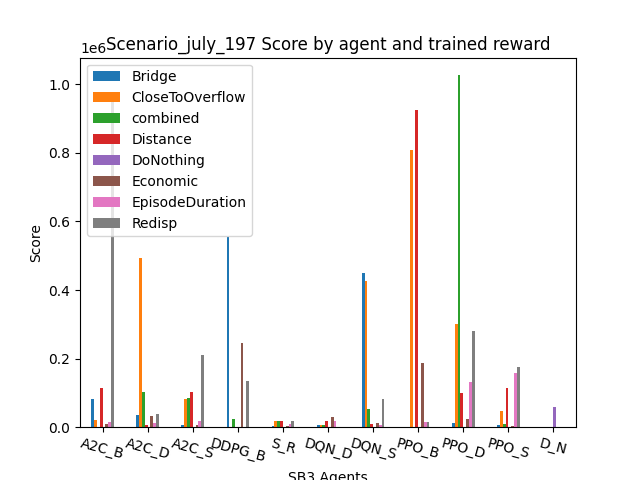 Scenario_july_197 Score by agent and trained reward
1e6
Bridge
CloseToOverflow
combined
Distance
DoNothing
Economic
EpisodeDuration
Redisp
1.0
0.8
0.6
0.4
0.2
0.0
Score
A2C_B A2C_D A2C_S DDPG_B S_R DQN_D DQN_S PPO_B PPO_D PPO_S D_N
SB3 Agents